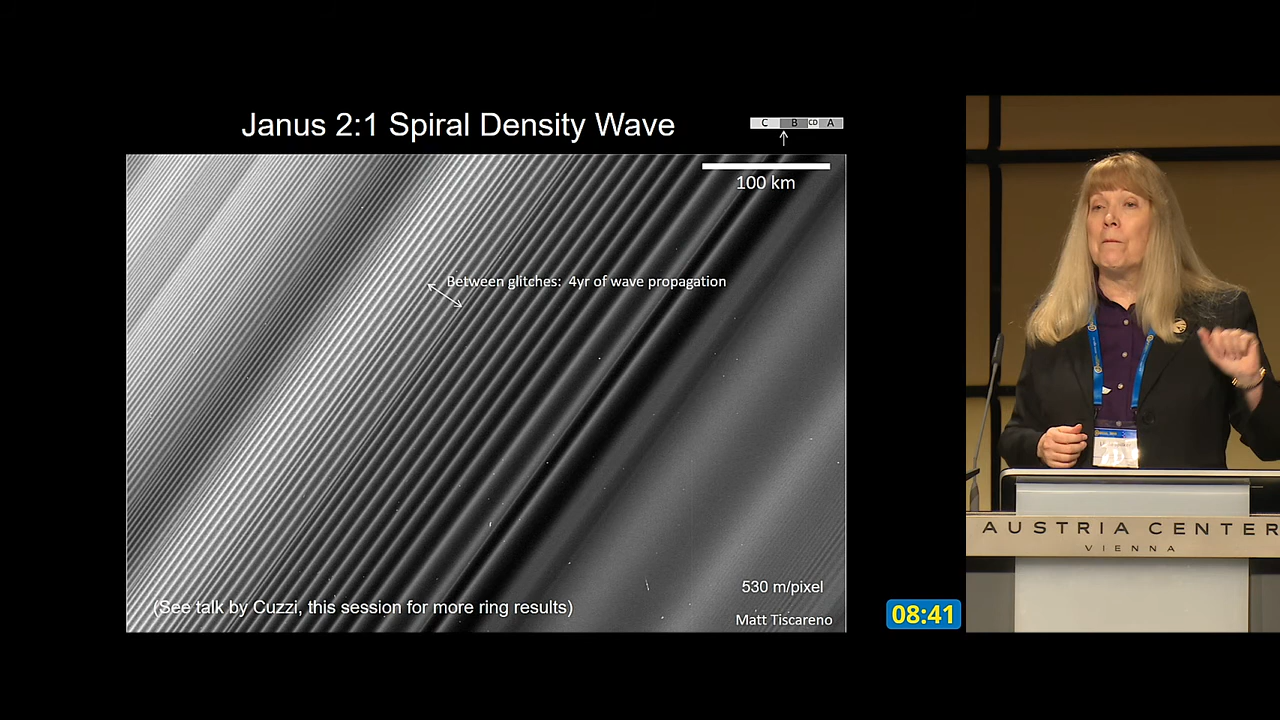 Janus 2:1 Spiral Density Wave
C B CD A
100 km
Between glitches: 4yr of wave propagation
530 m/pixel
(See talk by Cuzzi, this session for more ring results)
Matt Tiscareno
08:41
AUSTRIA CENTER
VIENNA